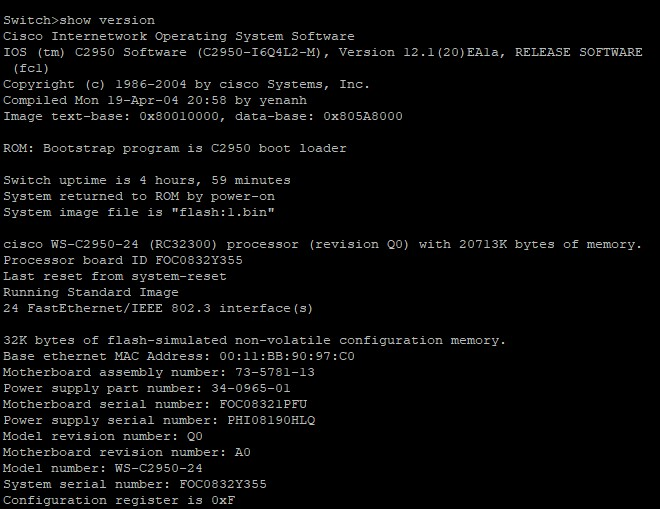 Switch>show version
Cisco Internetwork Operating System Software
IOS (tm) C2950 Software (C2950-I6Q4L2-M), Version 12.1(20)EA1a, RELEASE SOFTWARE
 (fc1)
Copyright (c) 1986-2004 by cisco Systems, Inc.
Compiled Mon 19-Apr-04 20:58 by yenanh
Image text-base: 0x80010000, data-base: 0x805A8000
ROM: Bootstrap program is C2950 boot loader
Switch uptime is 4 hours, 59 minutes
System returned to ROM by power-on
System image file is "flash:1.bin"
cisco WS-C2950-24 (RC32300) processor (revision Q0) with 20713K bytes of memory.
Processor board ID FOC0832Y355
Last reset from system-reset
Running Standard Image
24 FastEthernet/IEEE 802.3 interface(s)
32K bytes of flash-simulated non-volatile configuration memory.
Base ethernet MAC Address: 00:11:BB:90:97:C0
Motherboard assembly number: 73-5781-13
Power supply part number: 34-0965-01
Motherboard serial number: FOC08321PFU
Power supply serial number: PHI08190HLQ
Model revision number: Q0
Motherboard revision number: A0
Model number: WS-C2950-24
System serial number: FOC0832Y355
Configuration register is 0xF